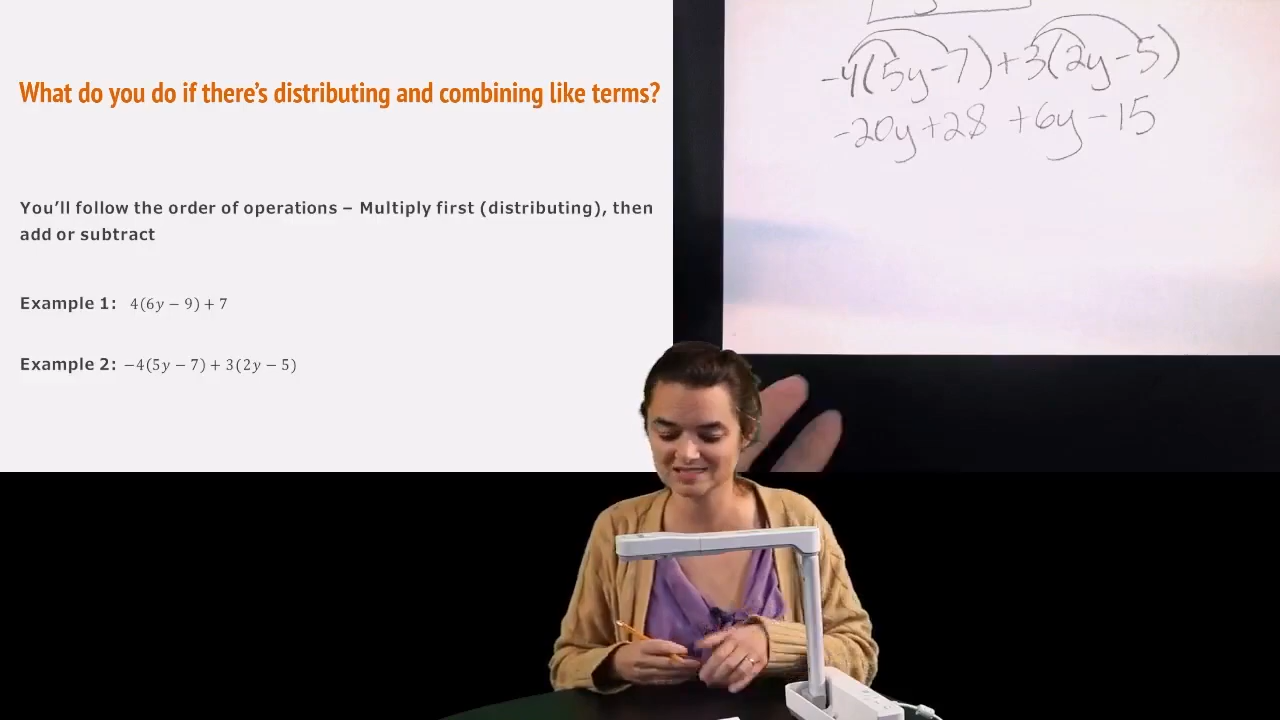 What do you do if there's distributing and combining like terms?
You'll follow the order of operations – Multiply first (distributing), then
add or subtract
Example 1: 4(6y − 9) + 7
Example 2: −4(5y − 7) + 3(2y − 5)
-4(5y-7)+3(2y-5)
-20y+28 +6y-15